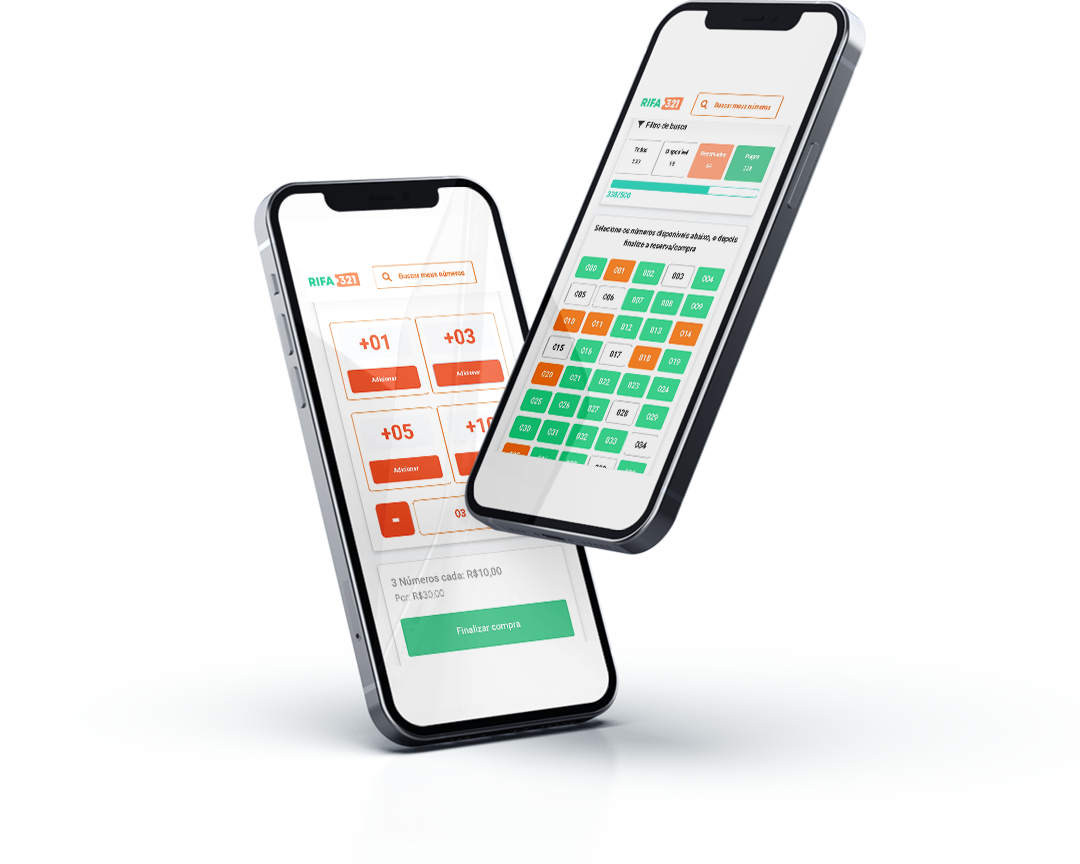 RIFA 321
Buscar meus números
+01
+03
Adicionar
Adicionar
+05
+10
Adicionar
-
03
3 Números cada: R$10,00
Por: R$30,00
Finalizar compra
RIFA 321
Buscar meus números
Filtro de busca
Todos
Disponível
Reservados
Pagos
338/500
Selecione os números disponíveis abaixo, e depois
finalize a reserva/compra
000 001 002 003 004
005 006 007 008 009
010 011 012 013 014
015 016 017 018 019
020 021 022 023 024
025 026 027 028 029
030 031 032 033 034